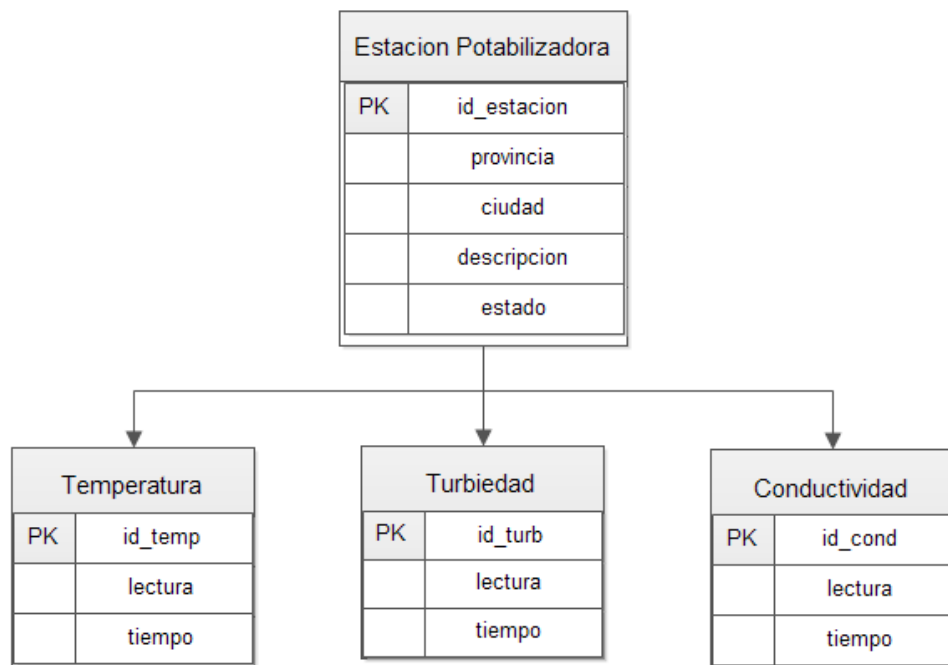 Estacion Potabilizadora
PK id_estacion
provincia
ciudad
descripcion
estado
Temperatura
PK id_temp
lectura
tiempo
Turbiedad
PK id_turb
lectura
tiempo
Conductividad
PK id_cond
lectura
tiempo